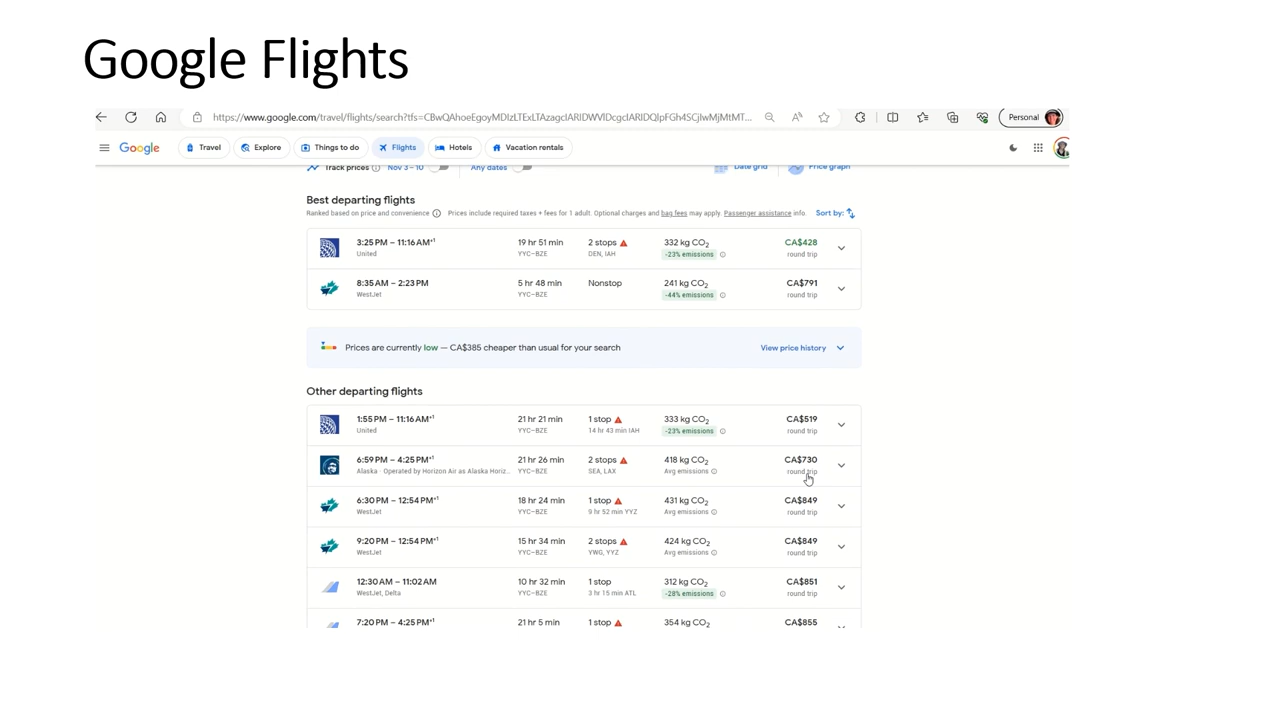 Google Flights
https://www.google.com/travel/flights/search?tfs=CBwQAhoeEgoyMDIzLTExLTAzagcIARIDWVlDcgcIARIDQlpFGh4SCjIwMjMtMT...
Personal
Google Travel Explore Things to do Flights Hotels Vacation rentals
Track prices Nov 3 – 10 Any dates Date grid Price graph
Best departing flights
Ranked based on price and convenience Prices include required taxes + fees for 1 adult. Optional charges and bag fees may apply. Passenger assistance info. Sort by:
3:25 PM – 11:16 AM+1 19 hr 51 min 2 stops 332 kg CO2 CA$428
United YYC–BZE DEN, IAH -23% emissions round trip
8:35 AM – 2:23 PM 5 hr 48 min Nonstop 241 kg CO2 CA$791
WestJet YYC–BZE -44% emissions round trip
Prices are currently low — CA$385 cheaper than usual for your search View price history
Other departing flights
1:55 PM – 11:16 AM+1 21 hr 21 min 1 stop 333 kg CO2 CA$519
United YYC–BZE 14 hr 43 min IAH -23% emissions round trip
6:59 PM – 4:25 PM+1 21 hr 26 min 2 stops 418 kg CO2 CA$730
Alaska · Operated by Horizon Air as Alaska Horiz... YYC–BZE SEA, LAX Avg emissions round trip
6:30 PM – 12:54 PM+1 18 hr 24 min 1 stop 431 kg CO2 CA$849
WestJet YYC–BZE 9 hr 52 min YYZ Avg emissions round trip
9:20 PM – 12:54 PM+1 15 hr 34 min 2 stops 424 kg CO2 CA$849
WestJet YYC–BZE YWG, YYZ Avg emissions round trip
12:30 AM – 11:02 AM 10 hr 32 min 1 stop 312 kg CO2 CA$851
WestJet, Delta YYC–BZE 3 hr 15 min ATL -28% emissions round trip
7:20 PM – 4:25 PM+1 21 hr 5 min 1 stop 354 kg CO2 CA$855